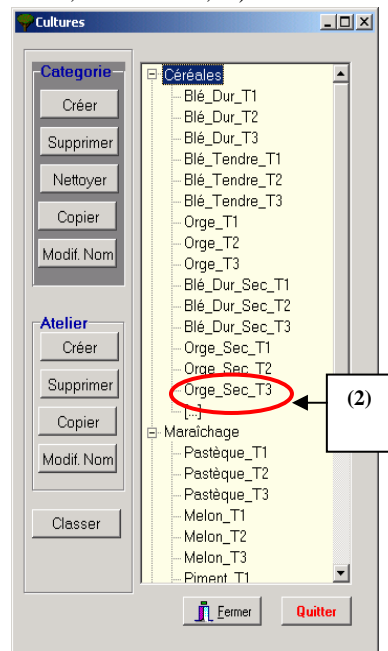 Cultures
Categorie
Créer
Supprimer
Nettoyer
Copier
Modif. Nom
Atelier
Créer
Supprimer
Copier
Modif. Nom
Classer
Céréales
Blé_Dur_T1
Blé_Dur_T2
Blé_Dur_T3
Blé_Tendre_T1
Blé_Tendre_T2
Blé_Tendre_T3
Orge_T1
Orge_T2
Orge_T3
Blé_Dur_Sec_T1
Blé_Dur_Sec_T2
Blé_Dur_Sec_T3
Orge_Sec_T1
Orge_Sec_T2
Orge_Sec_T3
[...]
Maraîchage
Pastèque_T1
Pastèque_T2
Pastèque_T3
Melon_T1
Melon_T2
Melon_T3
Piment_T1
(2)
Fermer
Quitter